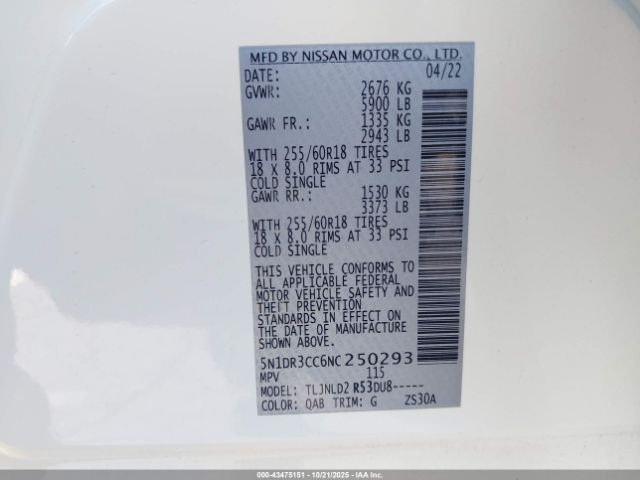 MFD BY NISSAN MOTOR CO., LTD.
DATE: 04/22
GVWR: 2676 KG
5900 LB
GAWR FR.: 1335 KG
2943 LB
WITH 255/60R18 TIRES
18 X 8.0 RIMS AT 33 PSI
COLD SINGLE
GAWR RR.: 1530 KG
3373 LB
WITH 255/60R18 TIRES
18 X 8.0 RIMS AT 33 PSI
COLD SINGLE
THIS VEHICLE CONFORMS TO
ALL APPLICABLE FEDERAL
MOTOR VEHICLE SAFETY AND
THEFT PREVENTION
STANDARDS IN EFFECT ON
THE DATE OF MANUFACTURE
SHOWN ABOVE.
5N1DR3CC6NC250293
MPV 115
MODEL: TLJNLD2 R53DU8-----
COLOR: QAB TRIM: G ZS30A
000-43475151 - 10/21/2025 - IAA Inc.